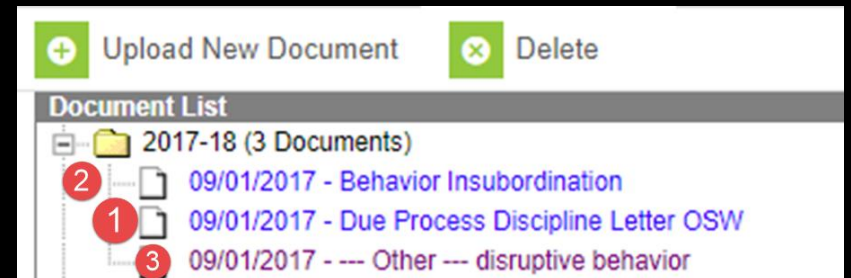 Upload New Document Delete
Document List
2017-18 (3 Documents)
2 09/01/2017 - Behavior Insubordination
1 09/01/2017 - Due Process Discipline Letter OSW
3 09/01/2017 - --- Other --- disruptive behavior